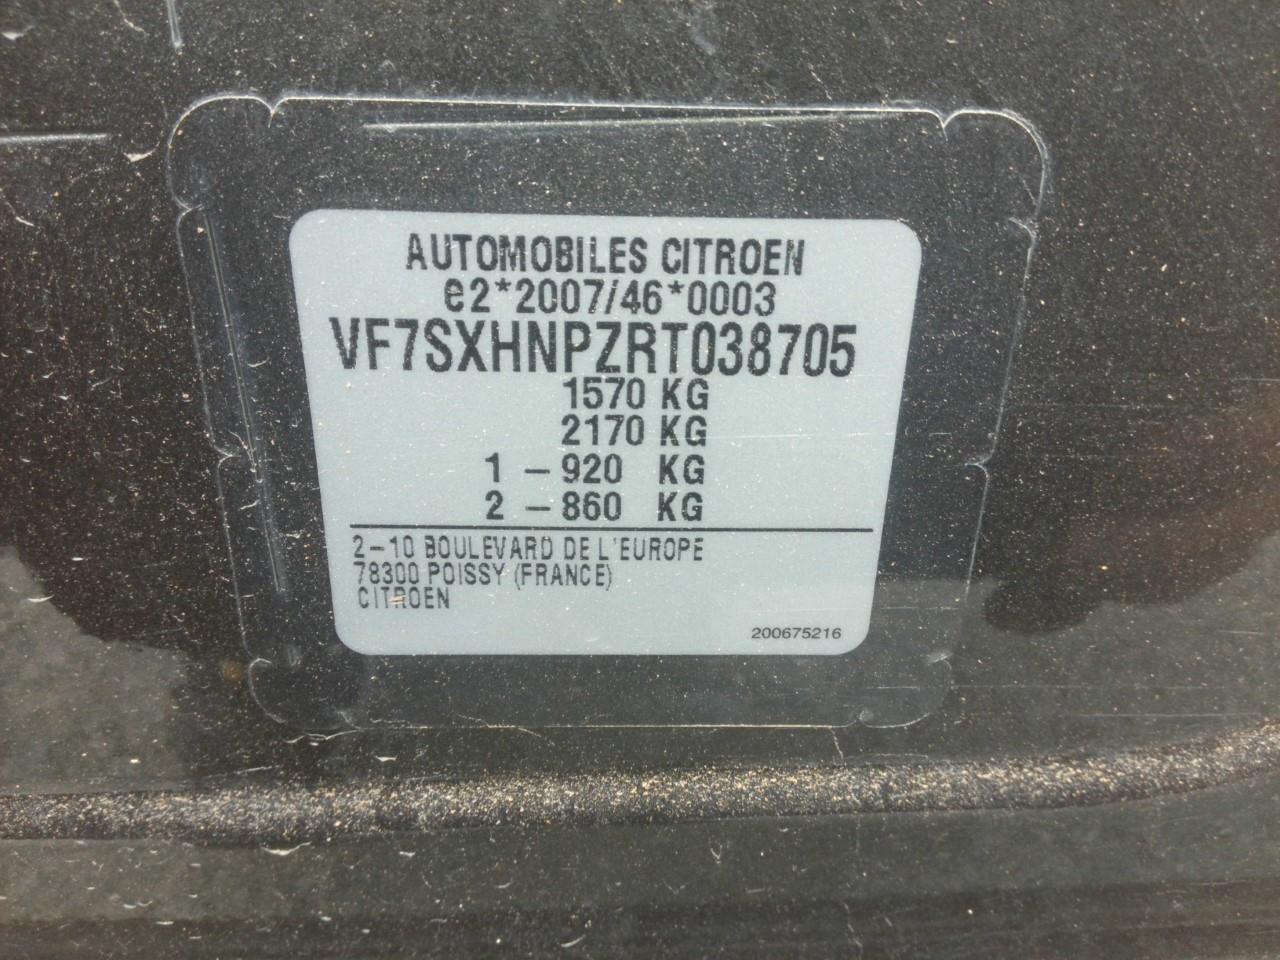 AUTOMOBILES CITROEN
e2*2007/46*0003
VF7SXHNPZRT038705
1570 KG
2170 KG
1 – 920 KG
2 – 860 KG
2–10 BOULEVARD DE L'EUROPE
78300 POISSY (FRANCE)
CITROEN
200675216